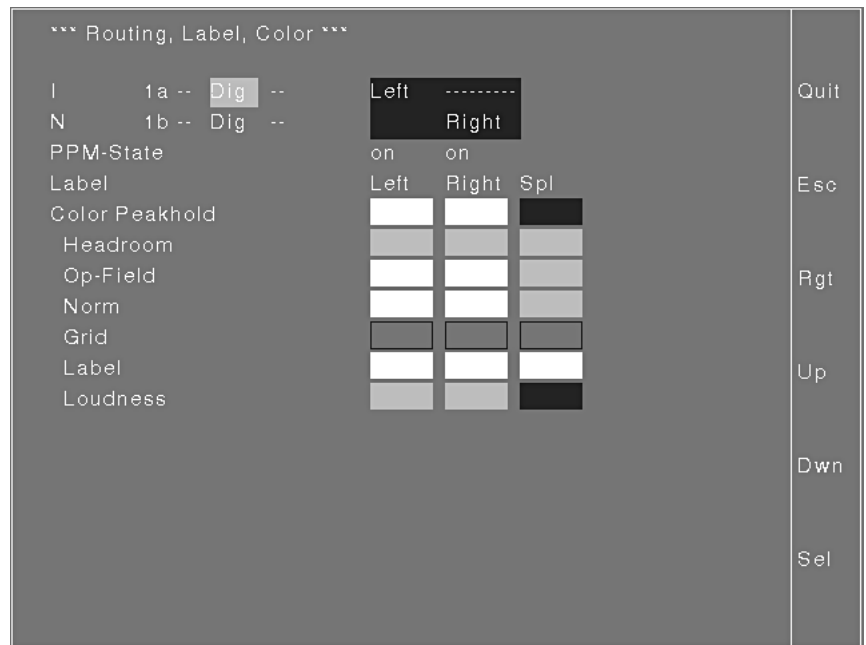 *** Routing, Label, Color ***
I 1a -- Dig -- Left ---------
Quit
N 1b -- Dig -- Right
PPM-State on on
Label Left Right Spl
Esc
Color Peakhold
Headroom
Op-Field
Rgt
Norm
Grid
Label
Up
Loudness
Dwn
Sel